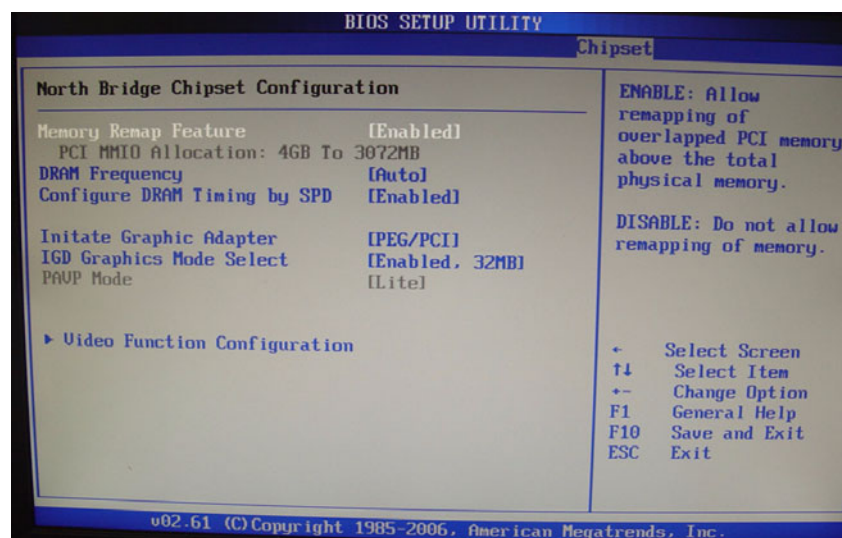 BIOS SETUP UTILITY
Chipset
North Bridge Chipset Configuration
Memory Remap Feature [Enabled]
PCI MMIO Allocation: 4GB To 3072MB
DRAM Frequency [Auto]
Configure DRAM Timing by SPD [Enabled]
Initate Graphic Adapter [PEG/PCI]
IGD Graphics Mode Select [Enabled, 32MB]
PAVP Mode [Lite]
▶ Video Function Configuration
ENABLE: Allow
remapping of
overlapped PCI memory
above the total
physical memory.
DISABLE: Do not allow
remapping of memory.
← Select Screen
↑↓ Select Item
+- Change Option
F1 General Help
F10 Save and Exit
ESC Exit
v02.61 (C)Copyright 1985-2006, American Megatrends, Inc.